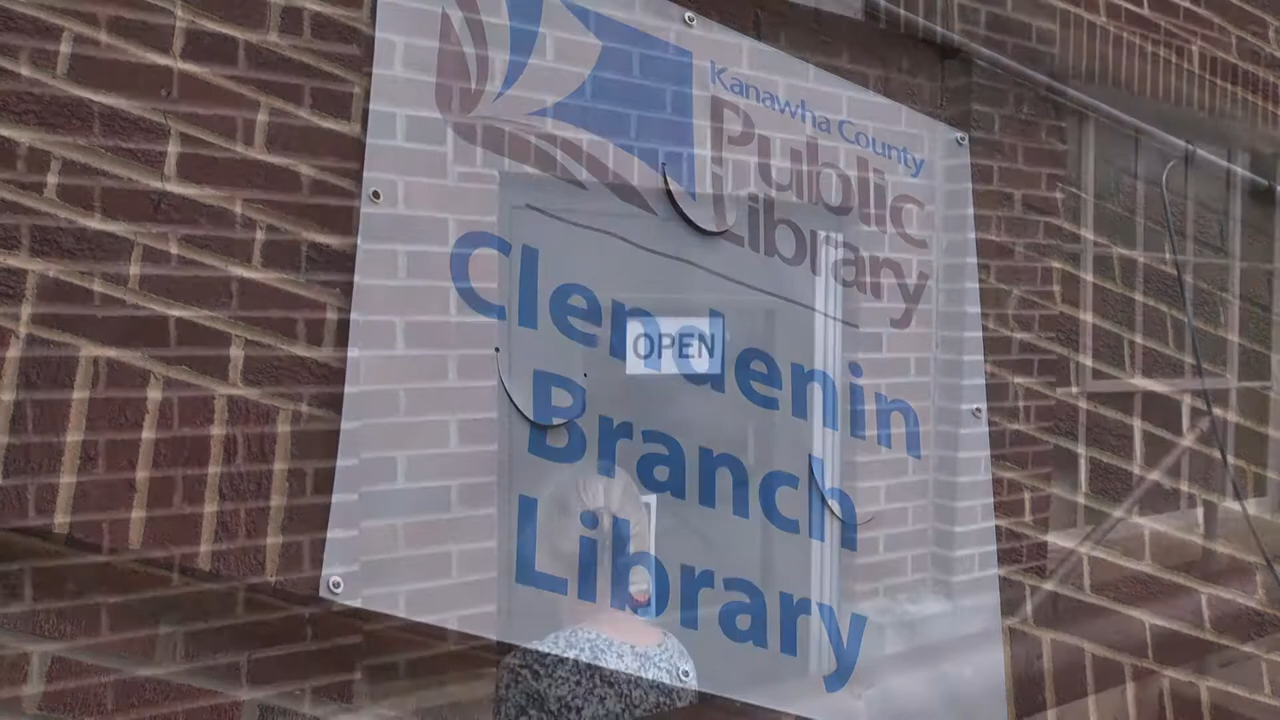 Kanawha County
Public
Library
Clendenin
OPEN
Branch
Library